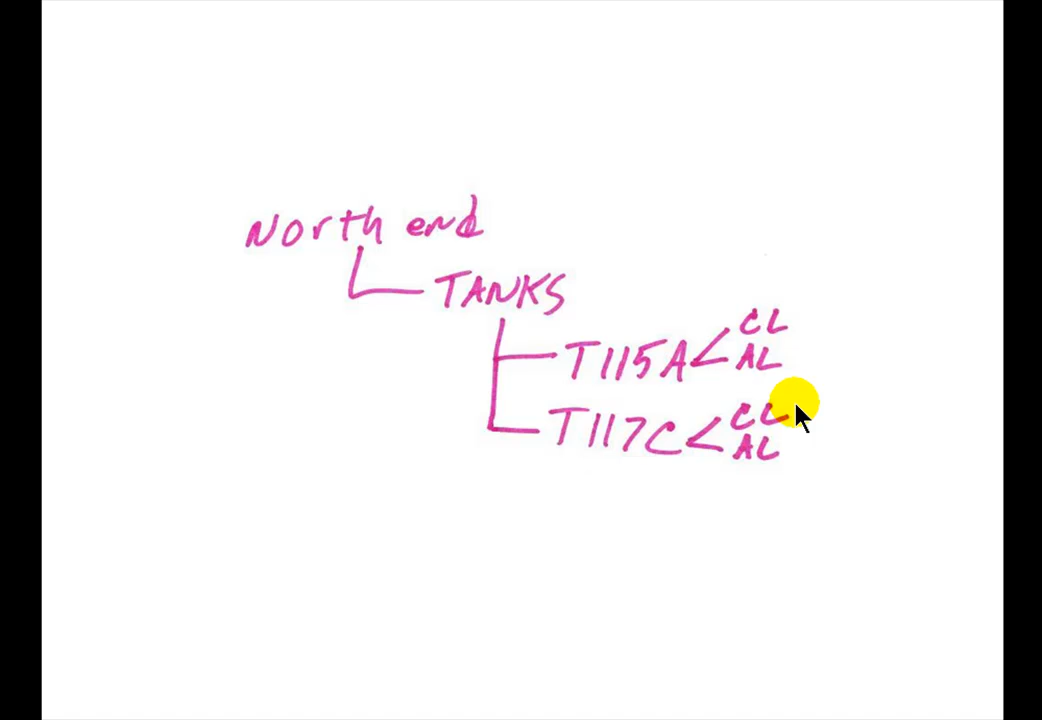 North end
TANKS
T115A < CL
AL
T117C < CL
AL